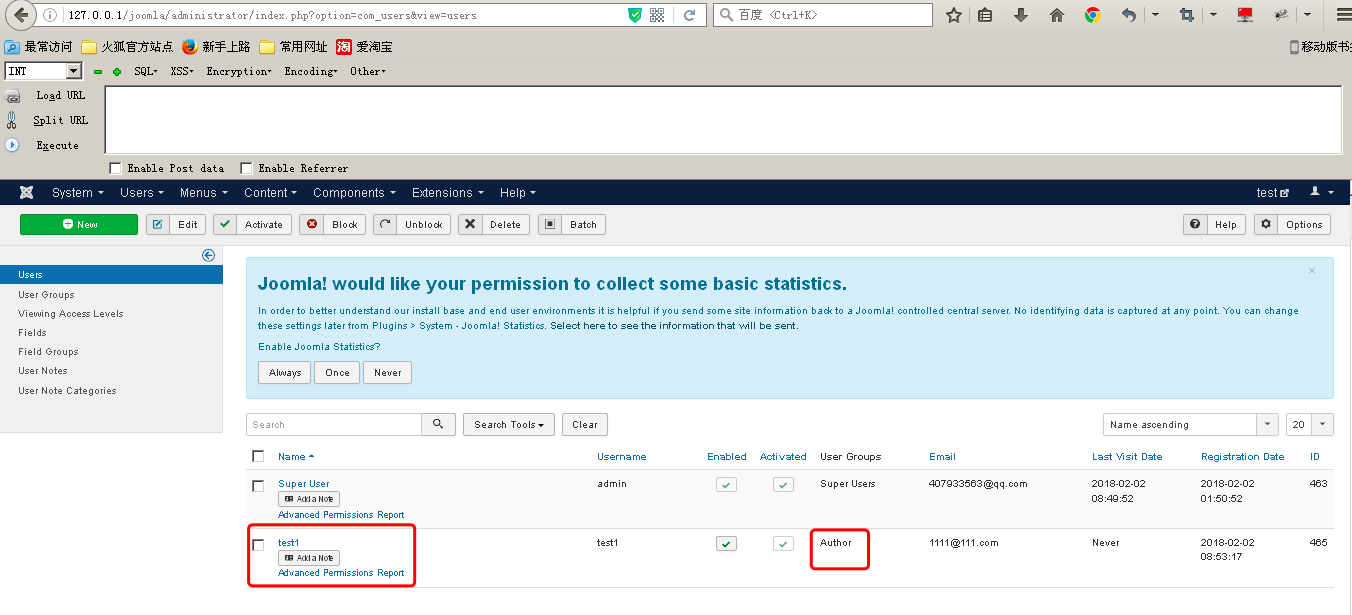 127.0.0.1/joomla/administrator/index.php?option=com_users&view=users
百度 <Ctrl+K>
最常访问 火狐官方站点 新手上路 常用网址 淘 爱淘宝 移动版书
INT SQL XSS Encryption Encoding Other
Load URL
Split URL
Execute
Enable Post data Enable Referrer
System Users Menus Content Components Extensions Help test
New Edit Activate Block Unblock Delete Batch Help Options
Users
User Groups
Viewing Access Levels
Fields
Field Groups
User Notes
User Note Categories
Joomla! would like your permission to collect some basic statistics.
In order to better understand our install base and end user environments it is helpful if you send some site information back to a Joomla! controlled central server. No identifying data is captured at any point. You can change
these settings later from Plugins > System - Joomla! Statistics. Select here to see the information that will be sent.
Enable Joomla Statistics?
Always Once Never
Search Search Tools Clear Name ascending 20
Name Username Enabled Activated User Groups Email Last Visit Date Registration Date ID
Super User admin Super Users 407933563@qq.com 2018-02-02 2018-02-02 463
Add a Note 08:49:52 01:50:52
Advanced Permissions Report
test1 test1 Author 1111@111.com Never 2018-02-02 465
Add a Note 08:53:17
Advanced Permissions Report